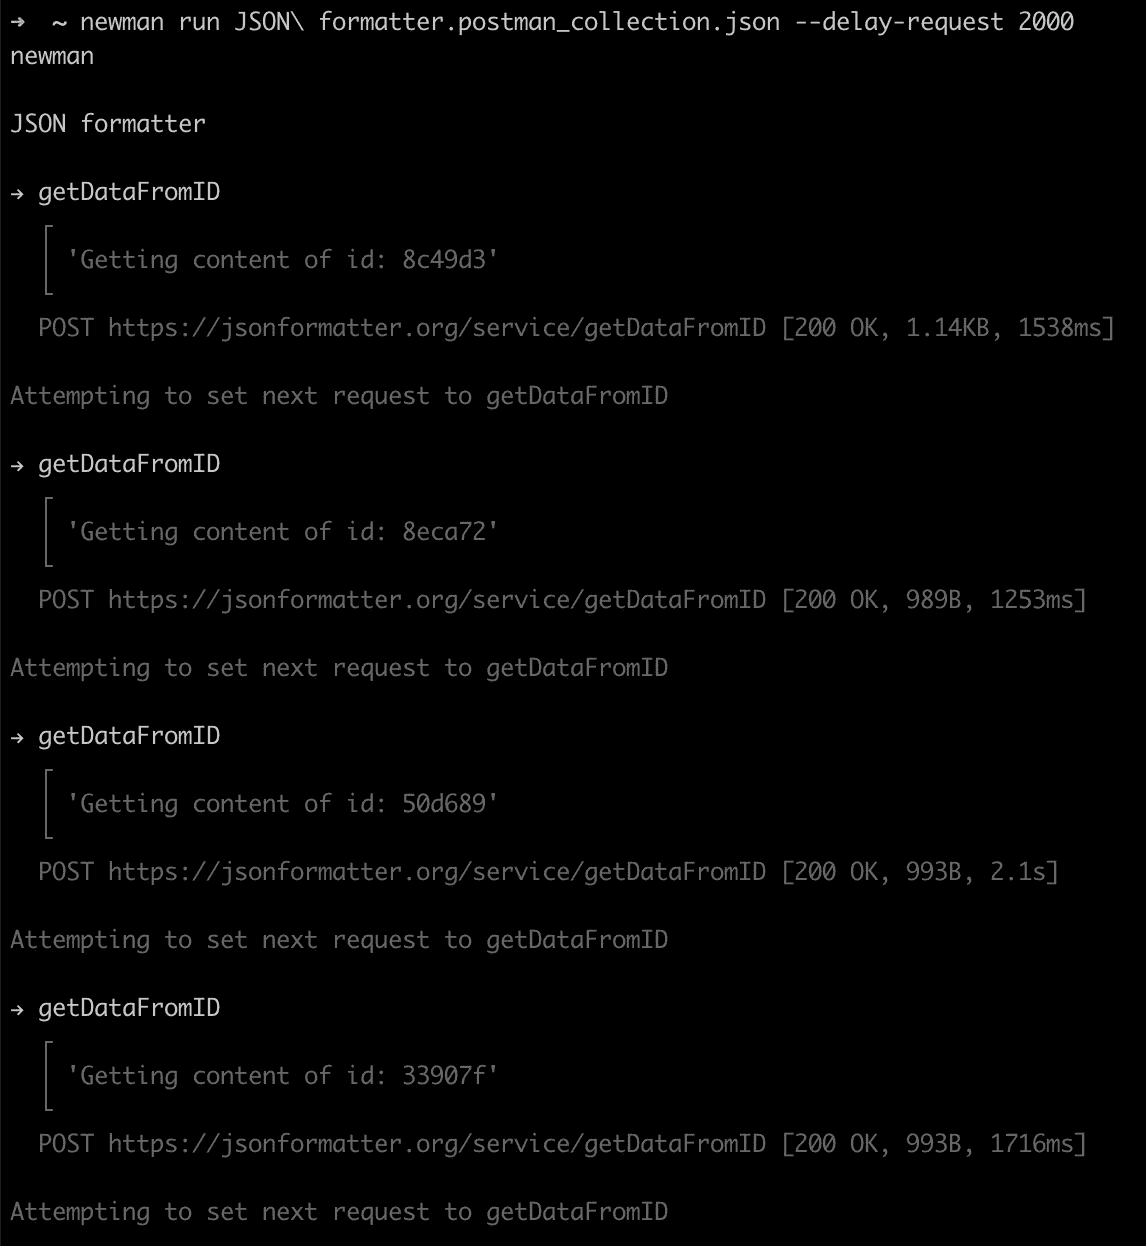 ➜  ~ newman run JSON\ formatter.postman_collection.json --delay-request 2000
newman
JSON formatter
→ getDataFromID
'Getting content of id: 8c49d3'
POST https://jsonformatter.org/service/getDataFromID [200 OK, 1.14KB, 1538ms]
Attempting to set next request to getDataFromID
→ getDataFromID
'Getting content of id: 8eca72'
POST https://jsonformatter.org/service/getDataFromID [200 OK, 989B, 1253ms]
Attempting to set next request to getDataFromID
→ getDataFromID
'Getting content of id: 50d689'
POST https://jsonformatter.org/service/getDataFromID [200 OK, 993B, 2.1s]
Attempting to set next request to getDataFromID
→ getDataFromID
'Getting content of id: 33907f'
POST https://jsonformatter.org/service/getDataFromID [200 OK, 993B, 1716ms]
Attempting to set next request to getDataFromID